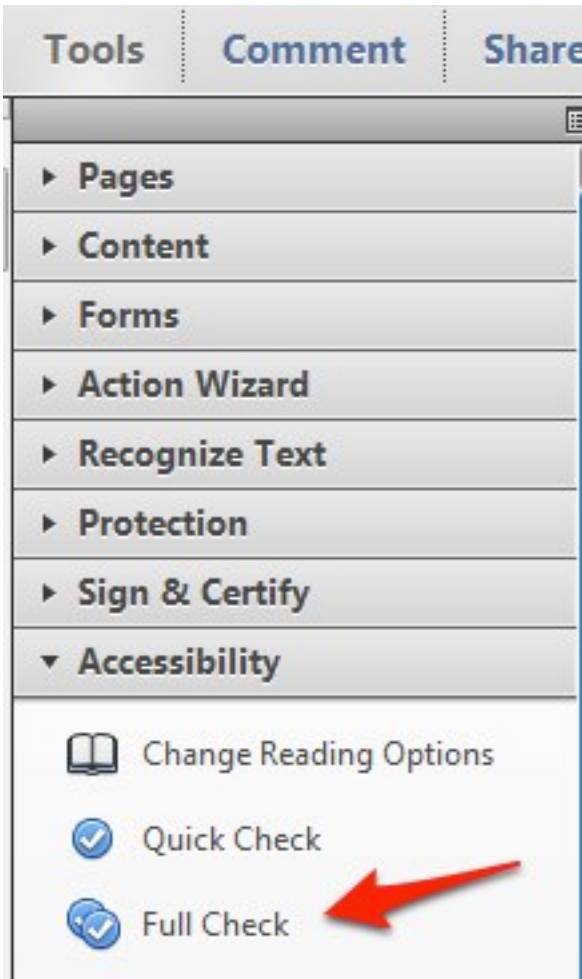 Tools Comment Share
Pages
Content
Forms
Action Wizard
Recognize Text
Protection
Sign & Certify
Accessibility
Change Reading Options
Quick Check
Full Check